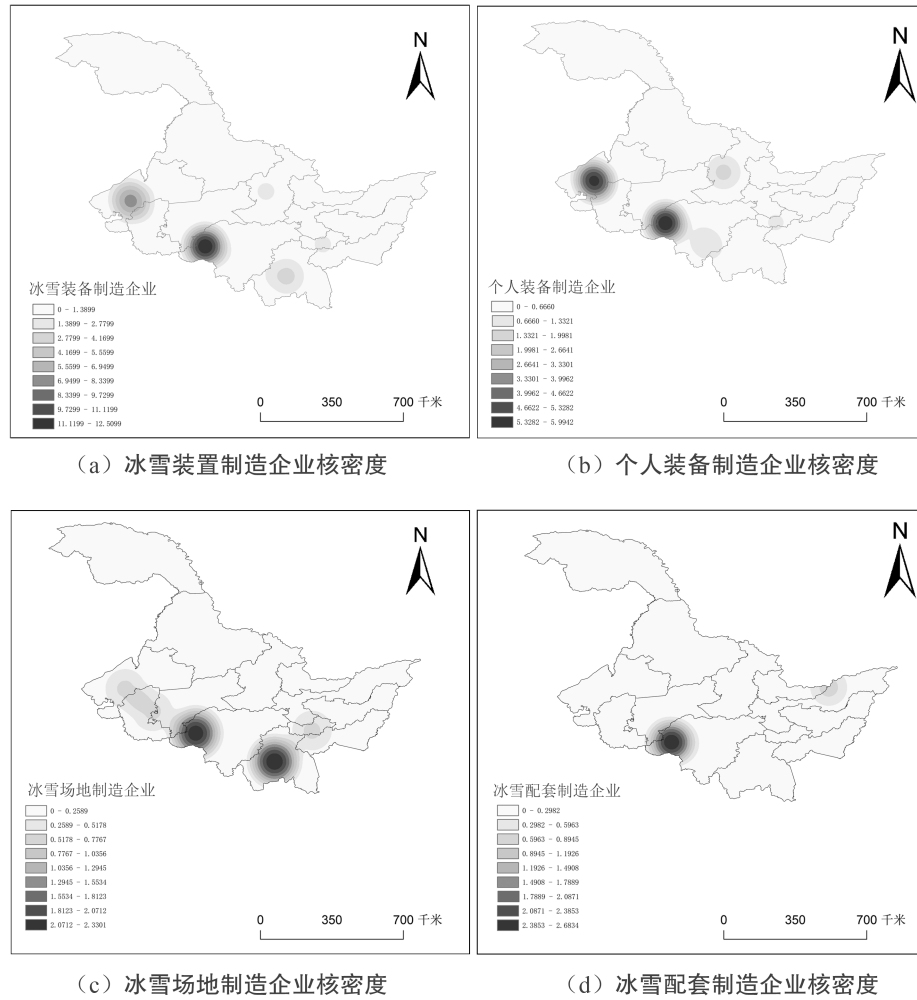 N
冰雪装备制造企业
0 - 1.3899
1.3899 - 2.7799
2.7799 - 4.1699
4.1699 - 5.5599
5.5599 - 6.9499
6.9499 - 8.3399
8.3399 - 9.7299
9.7299 - 11.1199
11.1199 - 12.5099
0 350 700 千米
(a) 冰雪装置制造企业核密度
N
个人装备制造企业
0 - 0.6660
0.6660 - 1.3321
1.3321 - 1.9981
1.9981 - 2.6641
2.6641 - 3.3301
3.3301 - 3.9962
3.9962 - 4.6622
4.6622 - 5.3282
5.3282 - 5.9942
0 350 700 千米
(b) 个人装备制造企业核密度
N
冰雪场地制造企业
0 - 0.2589
0.2589 - 0.5178
0.5178 - 0.7767
0.7767 - 1.0356
1.0356 - 1.2945
1.2945 - 1.5534
1.5534 - 1.8123
1.8123 - 2.0712
2.0712 - 2.3301
0 350 700 千米
(c) 冰雪场地制造企业核密度
N
冰雪配套制造企业
0 - 0.2982
0.2982 - 0.5963
0.5963 - 0.8945
0.8945 - 1.1926
1.1926 - 1.4908
1.4908 - 1.7889
1.7889 - 2.0871
2.0871 - 2.3853
2.3853 - 2.6834
0 350 700 千米
(d) 冰雪配套制造企业核密度